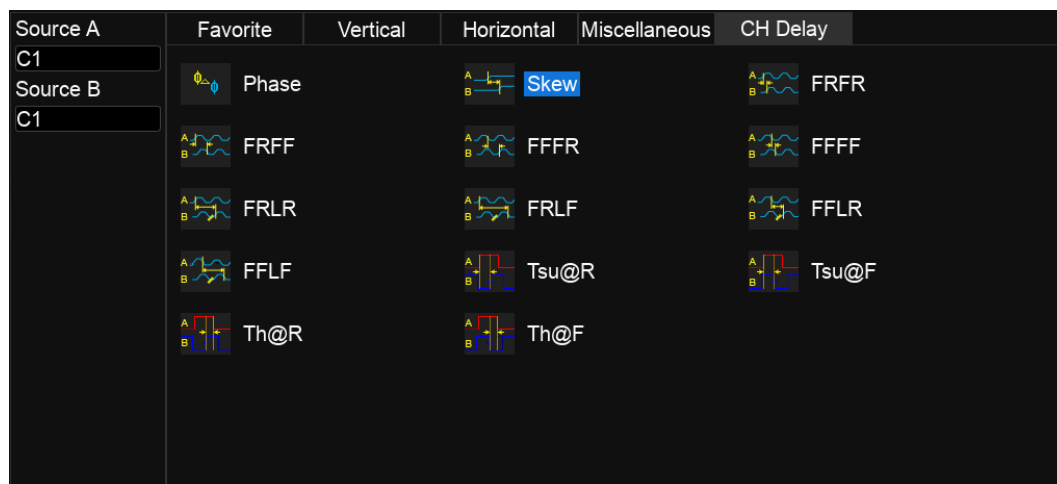 Source A
C1
Source B
C1
Favorite Vertical Horizontal Miscellaneous CH Delay
Φ Φ Phase A B Skew A B FRFR
A B FRFF A B FFFR A B FFFF
A B FRLR A B FRLF A B FFLR
A B FFLF A B Tsu@R A B Tsu@F
A B Th@R A B Th@F